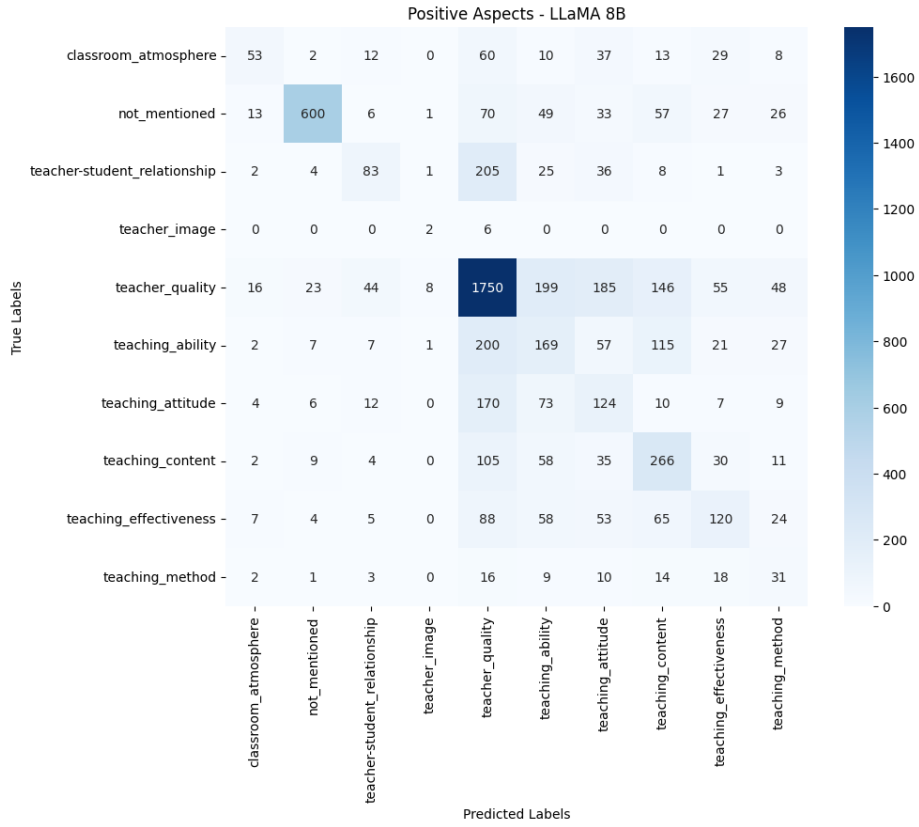 Positive Aspects - LLaMA 8B
True Labels
classroom_atmosphere 53 2 12 0 60 10 37 13 29 8
not_mentioned 13 600 6 1 70 49 33 57 27 26
teacher-student_relationship 2 4 83 1 205 25 36 8 1 3
teacher_image 0 0 0 2 6 0 0 0 0 0
teacher_quality 16 23 44 8 1750 199 185 146 55 48
teaching_ability 2 7 7 1 200 169 57 115 21 27
teaching_attitude 4 6 12 0 170 73 124 10 7 9
teaching_content 2 9 4 0 105 58 35 266 30 11
teaching_effectiveness 7 4 5 0 88 58 53 65 120 24
teaching_method 2 1 3 0 16 9 10 14 18 31
classroom_atmosphere
not_mentioned
teacher-student_relationship
teacher_image
teacher_quality
teaching_ability
teaching_attitude
teaching_content
teaching_effectiveness
teaching_method
Predicted Labels
1600
1400
1200
1000
800
600
400
200
0